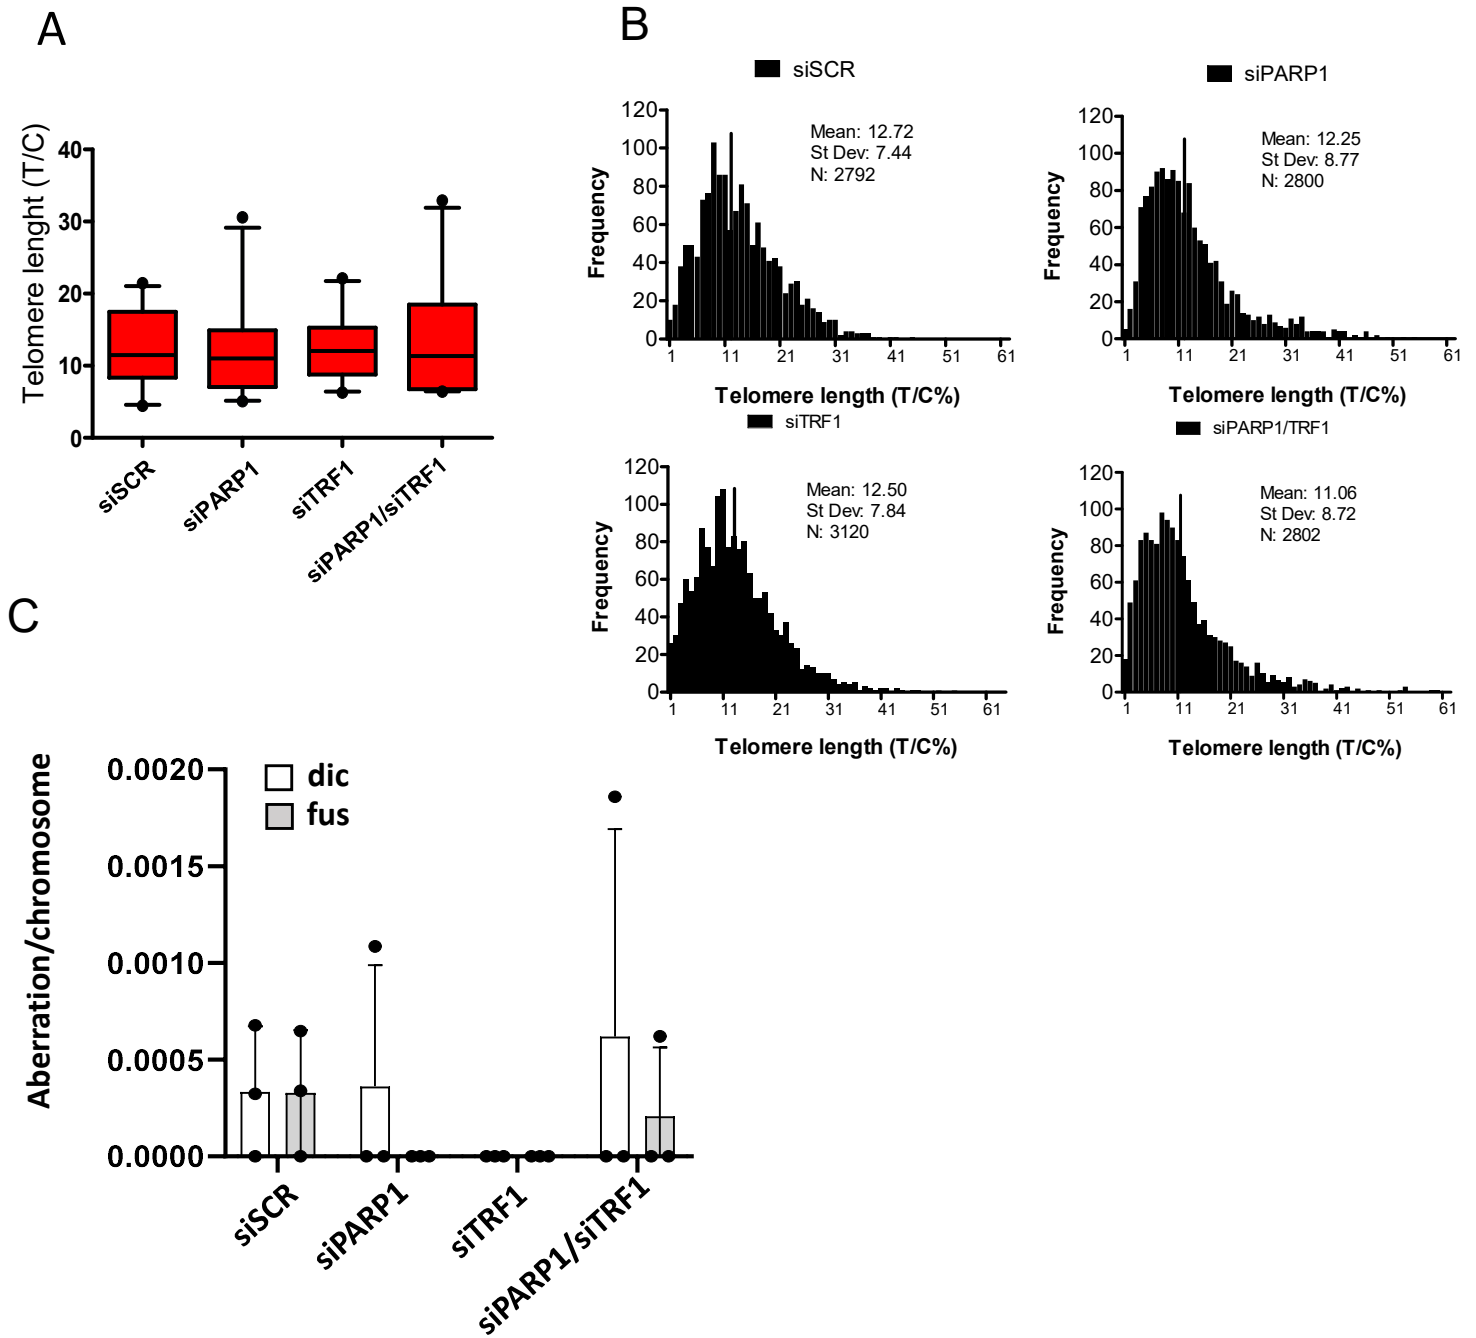 A
Telomere lenght (T/C)
40
30
20
10
0
siSCR
siPARP1
siTRF1
siPARP1/siTRF1
B
siSCR
Frequency
120
100
80
60
40
20
0
Mean: 12.72
St Dev: 7.44
N: 2792
1 11 21 31 41 51 61
Telomere length (T/C%)
siPARP1
Frequency
120
100
80
60
40
20
0
Mean: 12.25
St Dev: 8.77
N: 2800
1 11 21 31 41 51 61
Telomere length (T/C%)
siTRF1
Frequency
120
100
80
60
40
20
0
Mean: 12.50
St Dev: 7.84
N: 3120
1 11 21 31 41 51 61
Telomere length (T/C%)
siPARP1/TRF1
Frequency
120
100
80
60
40
20
0
Mean: 11.06
St Dev: 8.72
N: 2802
1 11 21 31 41 51 61
Telomere length (T/C%)
C
Aberration/chromosome
0.0020
0.0015
0.0010
0.0005
0.0000
dic
fus
siSCR
siPARP1
siTRF1
siPARP1/siTRF1